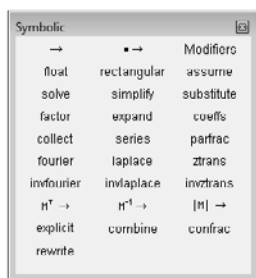 Symbolic
→ ▪ → Modifiers
float rectangular assume
solve simplify substitute
factor expand coeffs
collect series parfrac
fourier laplace ztrans
invfourier invlaplace invztrans
Mᵀ → M⁻¹ → |M| →
explicit combine confrac
rewrite